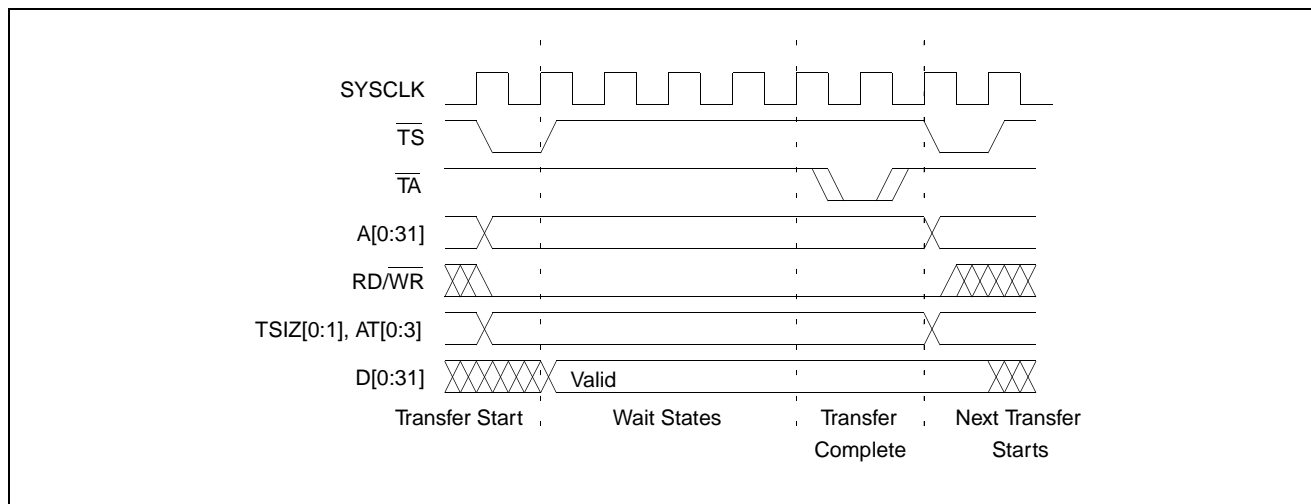 SYSCLK
TS
TA
A[0:31]
RD/WR
TSIZ[0:1], AT[0:3]
D[0:31] Valid
Transfer Start Wait States Transfer Next Transfer
Complete Starts